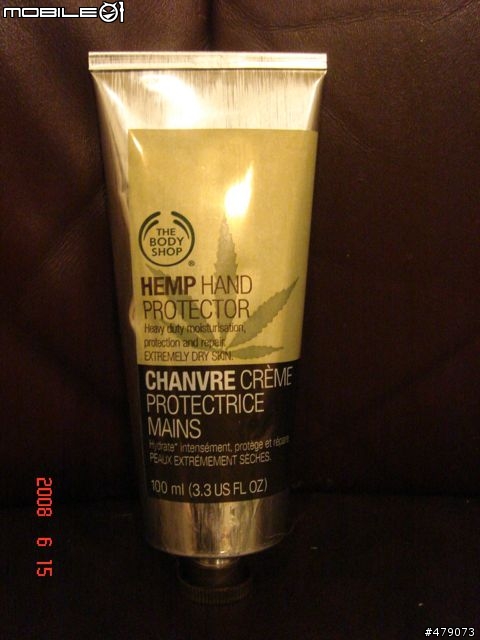 MOBILE01
THE
BODY
SHOP
®
HEMP HAND
PROTECTOR
Heavy duty moisturisation,
protection and repair.
EXTREMELY DRY SKIN.
CHANVRE CRÈME
PROTECTRICE
MAINS
Hydrate* intensément, protège et répare
PEAUX EXTRÊMEMENT SÈCHES.
100 ml (3.3 US FL OZ)
2008 6 15
#479073